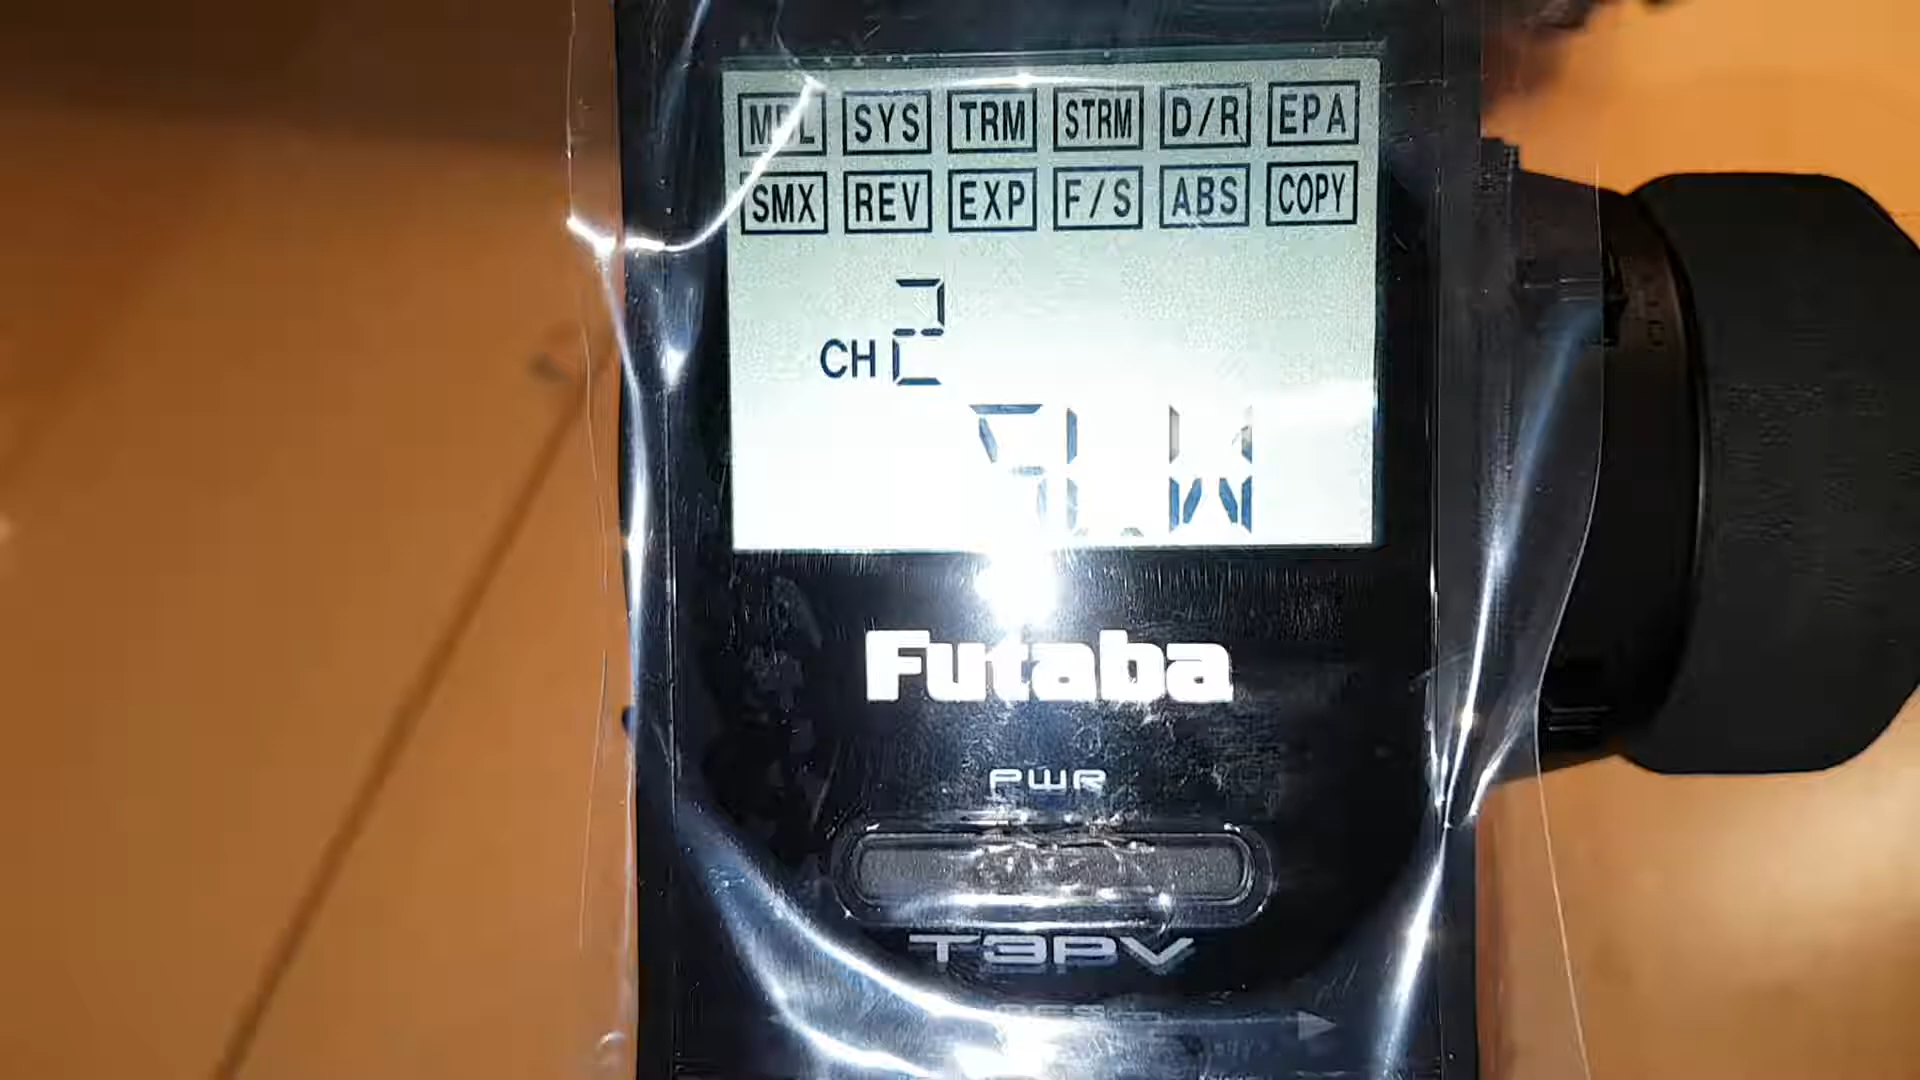 MDL SYS TRM STRM D/R EPA
SMX REV EXP F/S ABS COPY
CH 2
Futaba
PWR
T3PV